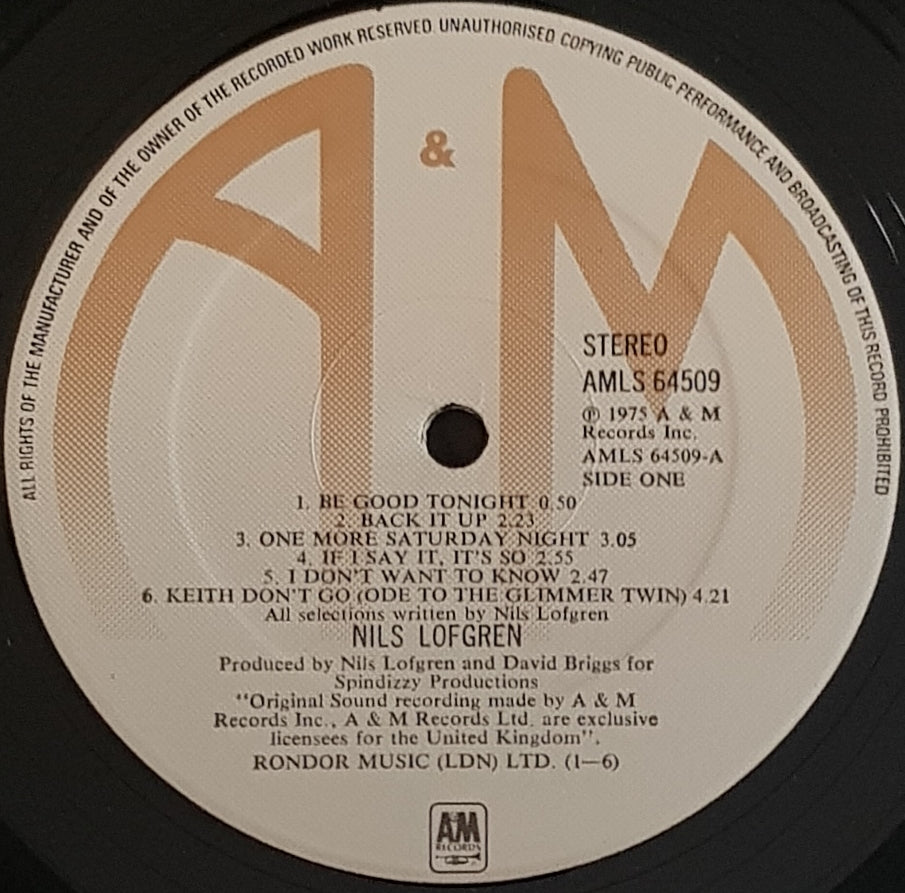 ALL RIGHTS OF THE MANUFACTURER AND OF THE OWNER OF THE RECORDED WORK RESERVED UNAUTHORISED COPYING PUBLIC PERFORMANCE AND BROADCASTING OF THIS RECORD PROHIBITED
A & M
STEREO
AMLS 64509
℗ 1975 A & M
Records Inc.
AMLS 64509-A
SIDE ONE
1. BE GOOD TONIGHT 0.50
2. BACK IT UP 2.23
3. ONE MORE SATURDAY NIGHT 3.05
4. IF I SAY IT, IT'S SO 2.55
5. I DON'T WANT TO KNOW 2.47
6. KEITH DON'T GO (ODE TO THE GLIMMER TWIN) 4.21
All selections written by Nils Lofgren
NILS LOFGREN
Produced by Nils Lofgren and David Briggs for
Spindizzy Productions
"Original Sound recording made by A & M
Records Inc., A & M Records Ltd. are exclusive
licensees for the United Kingdom".
RONDOR MUSIC (LDN) LTD. (1—6)
AM
RECORDS